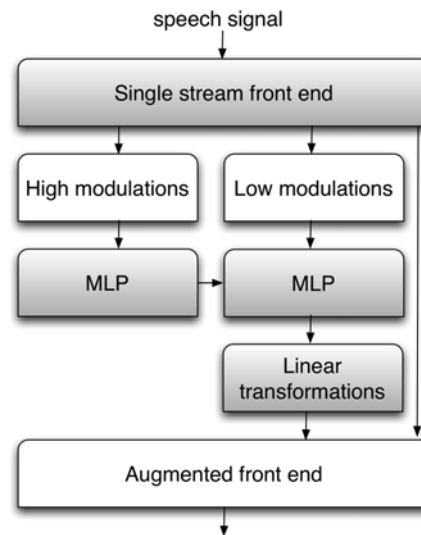 speech signal
Single stream front end
High modulations
Low modulations
MLP
MLP
Linear
transformations
Augmented front end